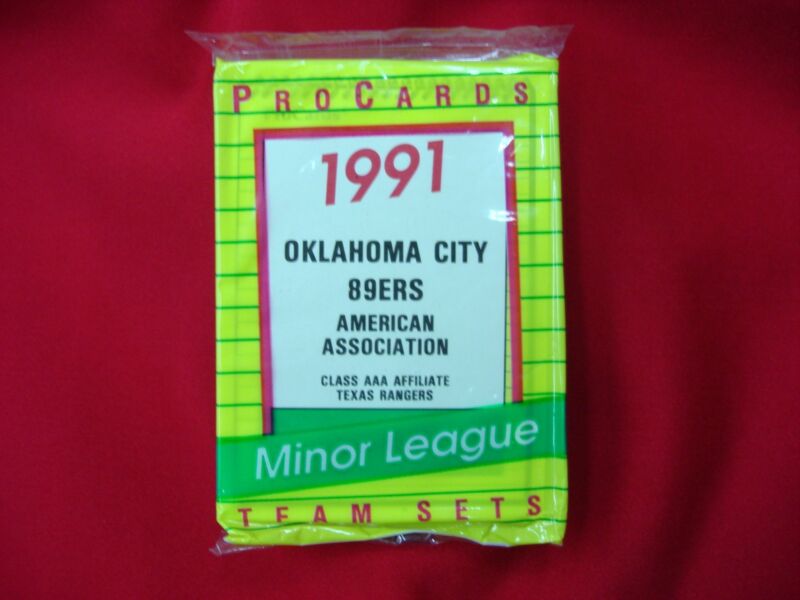 PROCARDS
1991
OKLAHOMA CITY
89ERS
AMERICAN
ASSOCIATION
CLASS AAA AFFILIATE
TEXAS RANGERS
Minor League
TEAM SETS